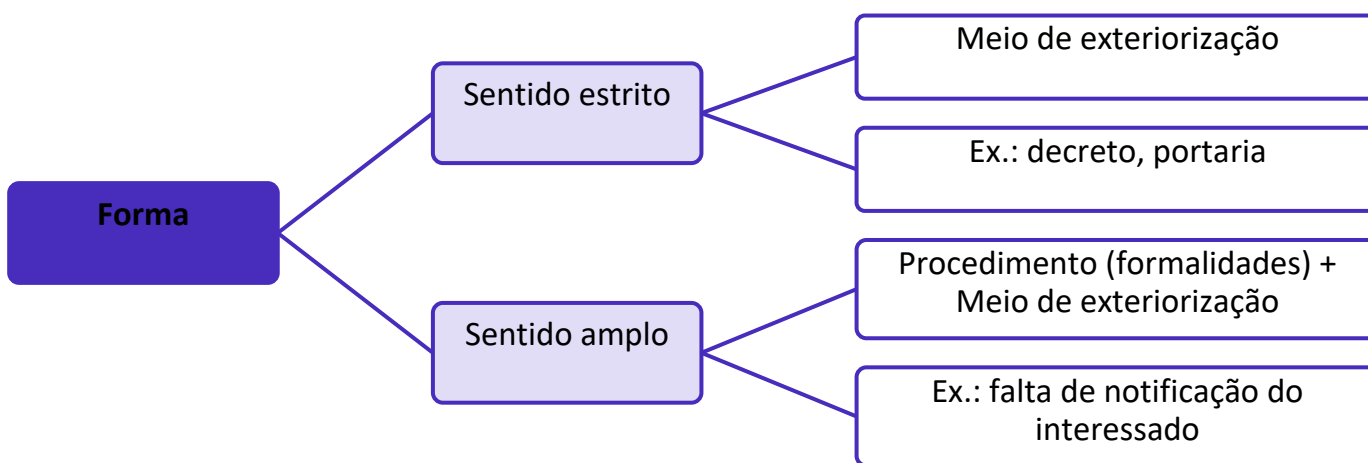 Forma
Sentido estrito
Meio de exteriorização
Ex.: decreto, portaria
Sentido amplo
Procedimento (formalidades) +
Meio de exteriorização
Ex.: falta de notificação do
interessado